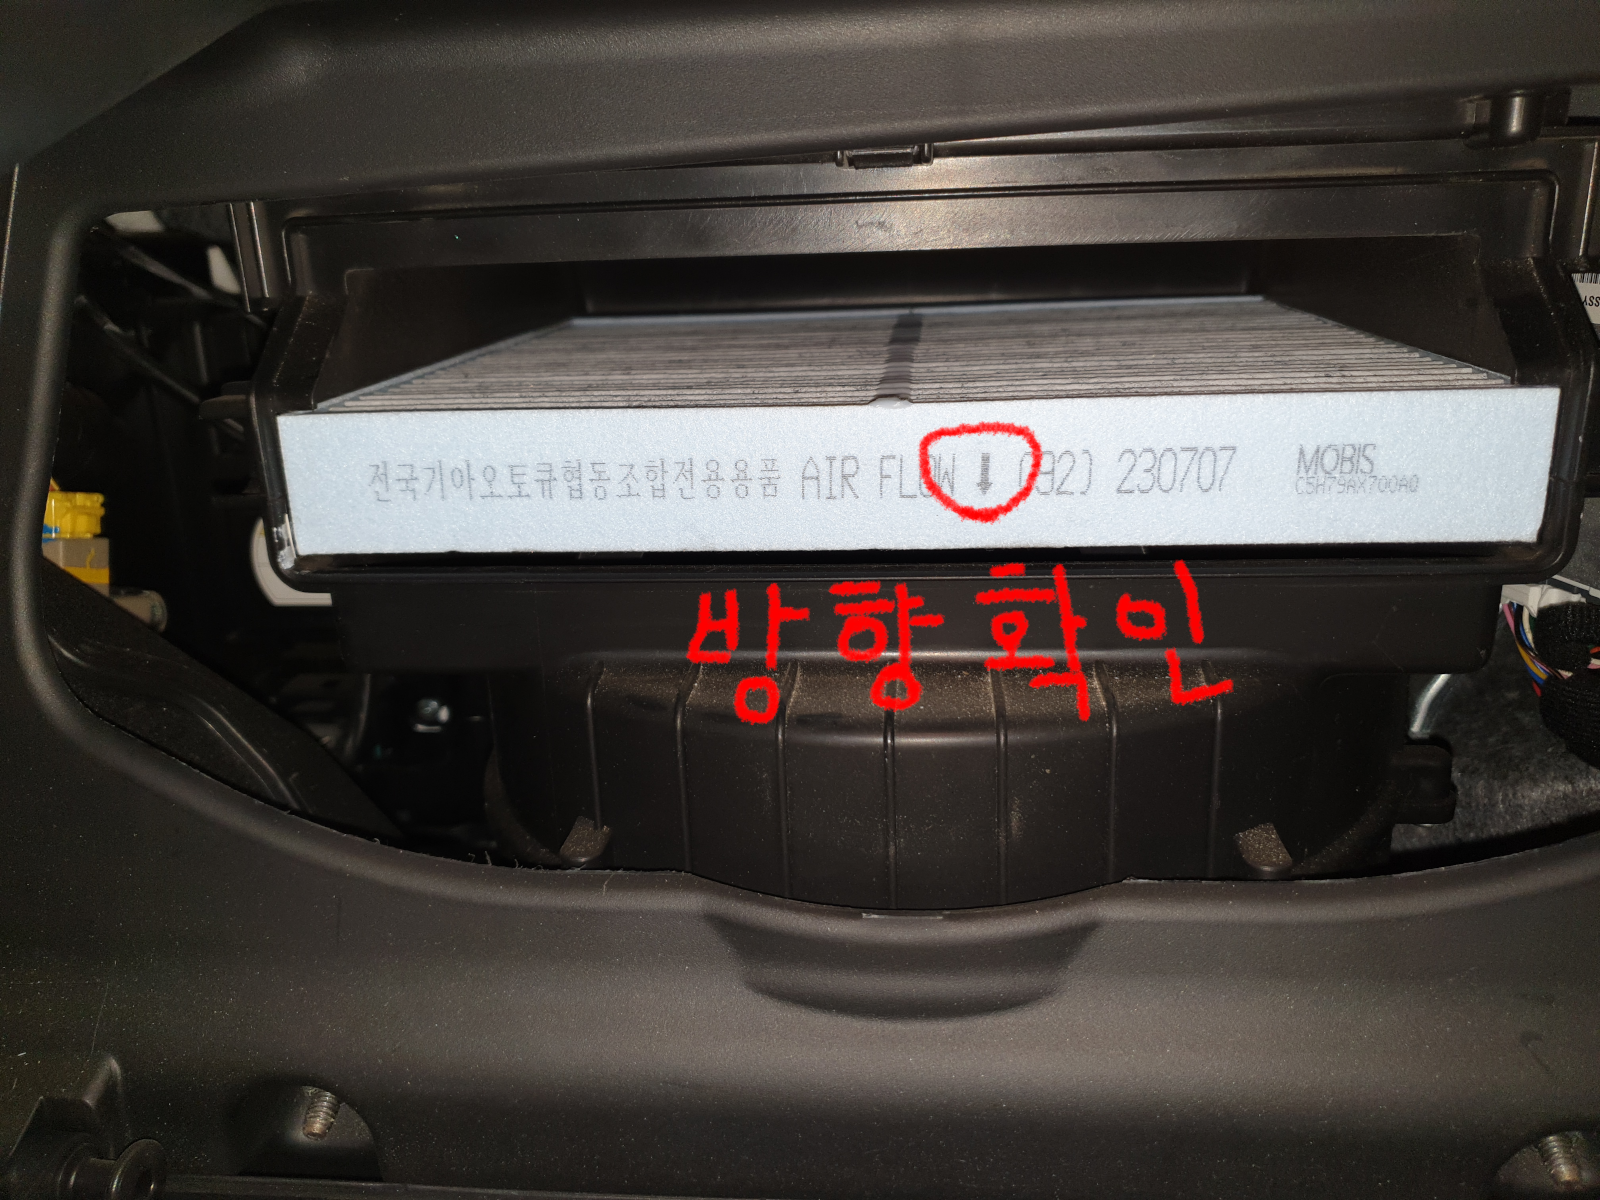 전국기아오토큐협동조합전용용품 AIR FLOW ↓ (392) 230707 MOBIS
C5H79AX700A0
방향확인